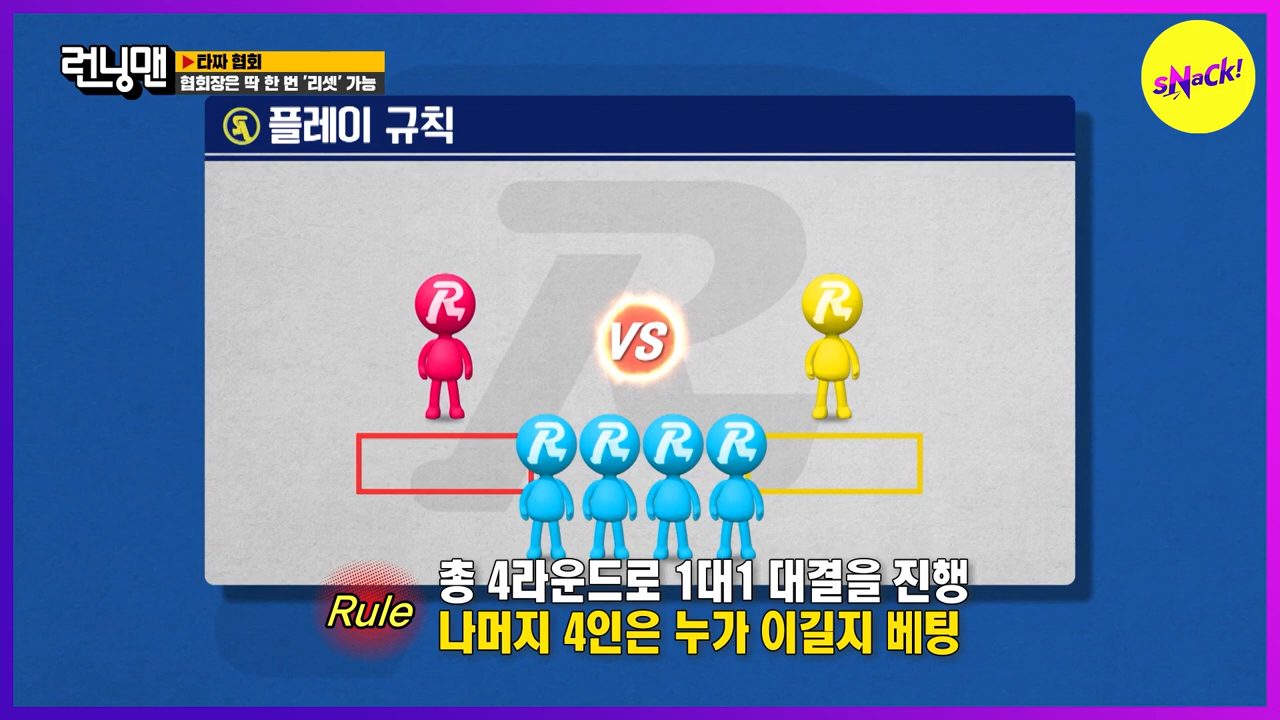 런닝맨
▶타짜 협회
협회장은 딱 한 번 '리셋' 가능
sNaCk!
플레이 규칙
R
R
VS
R
R R R R
Rule
총 4라운드로 1대1 대결을 진행
나머지 4인은 누가 이길지 베팅